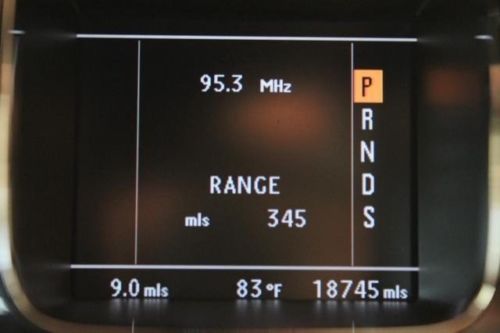 95.3 MHz
P
R
N
D
S
RANGE
mls 345
9.0 mls 83 °F 18745 mls